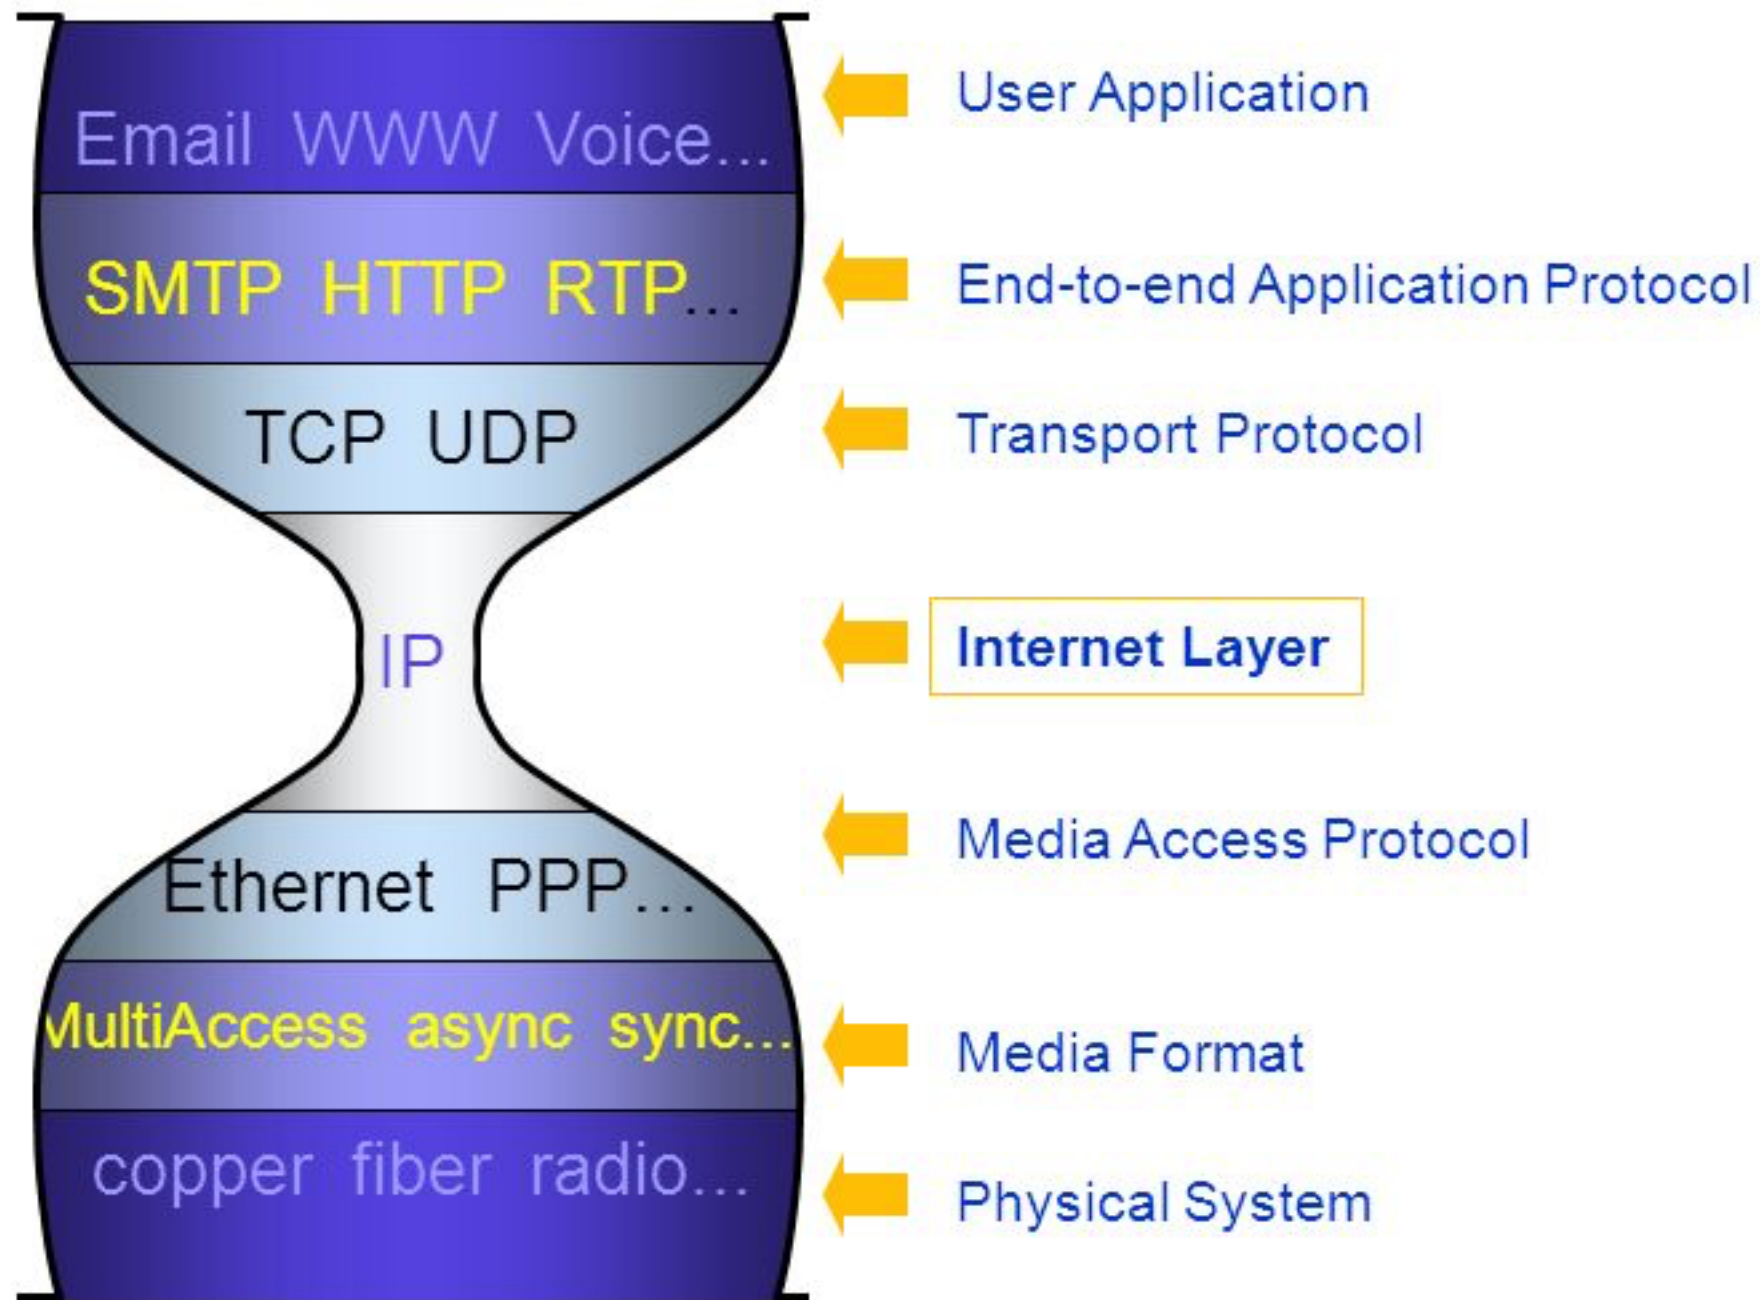 Email WWW Voice...
User Application
SMTP HTTP RTP...
End-to-end Application Protocol
TCP UDP
Transport Protocol
IP
Internet Layer
Ethernet PPP...
Media Access Protocol
MultiAccess async sync...
Media Format
copper fiber radio...
Physical System